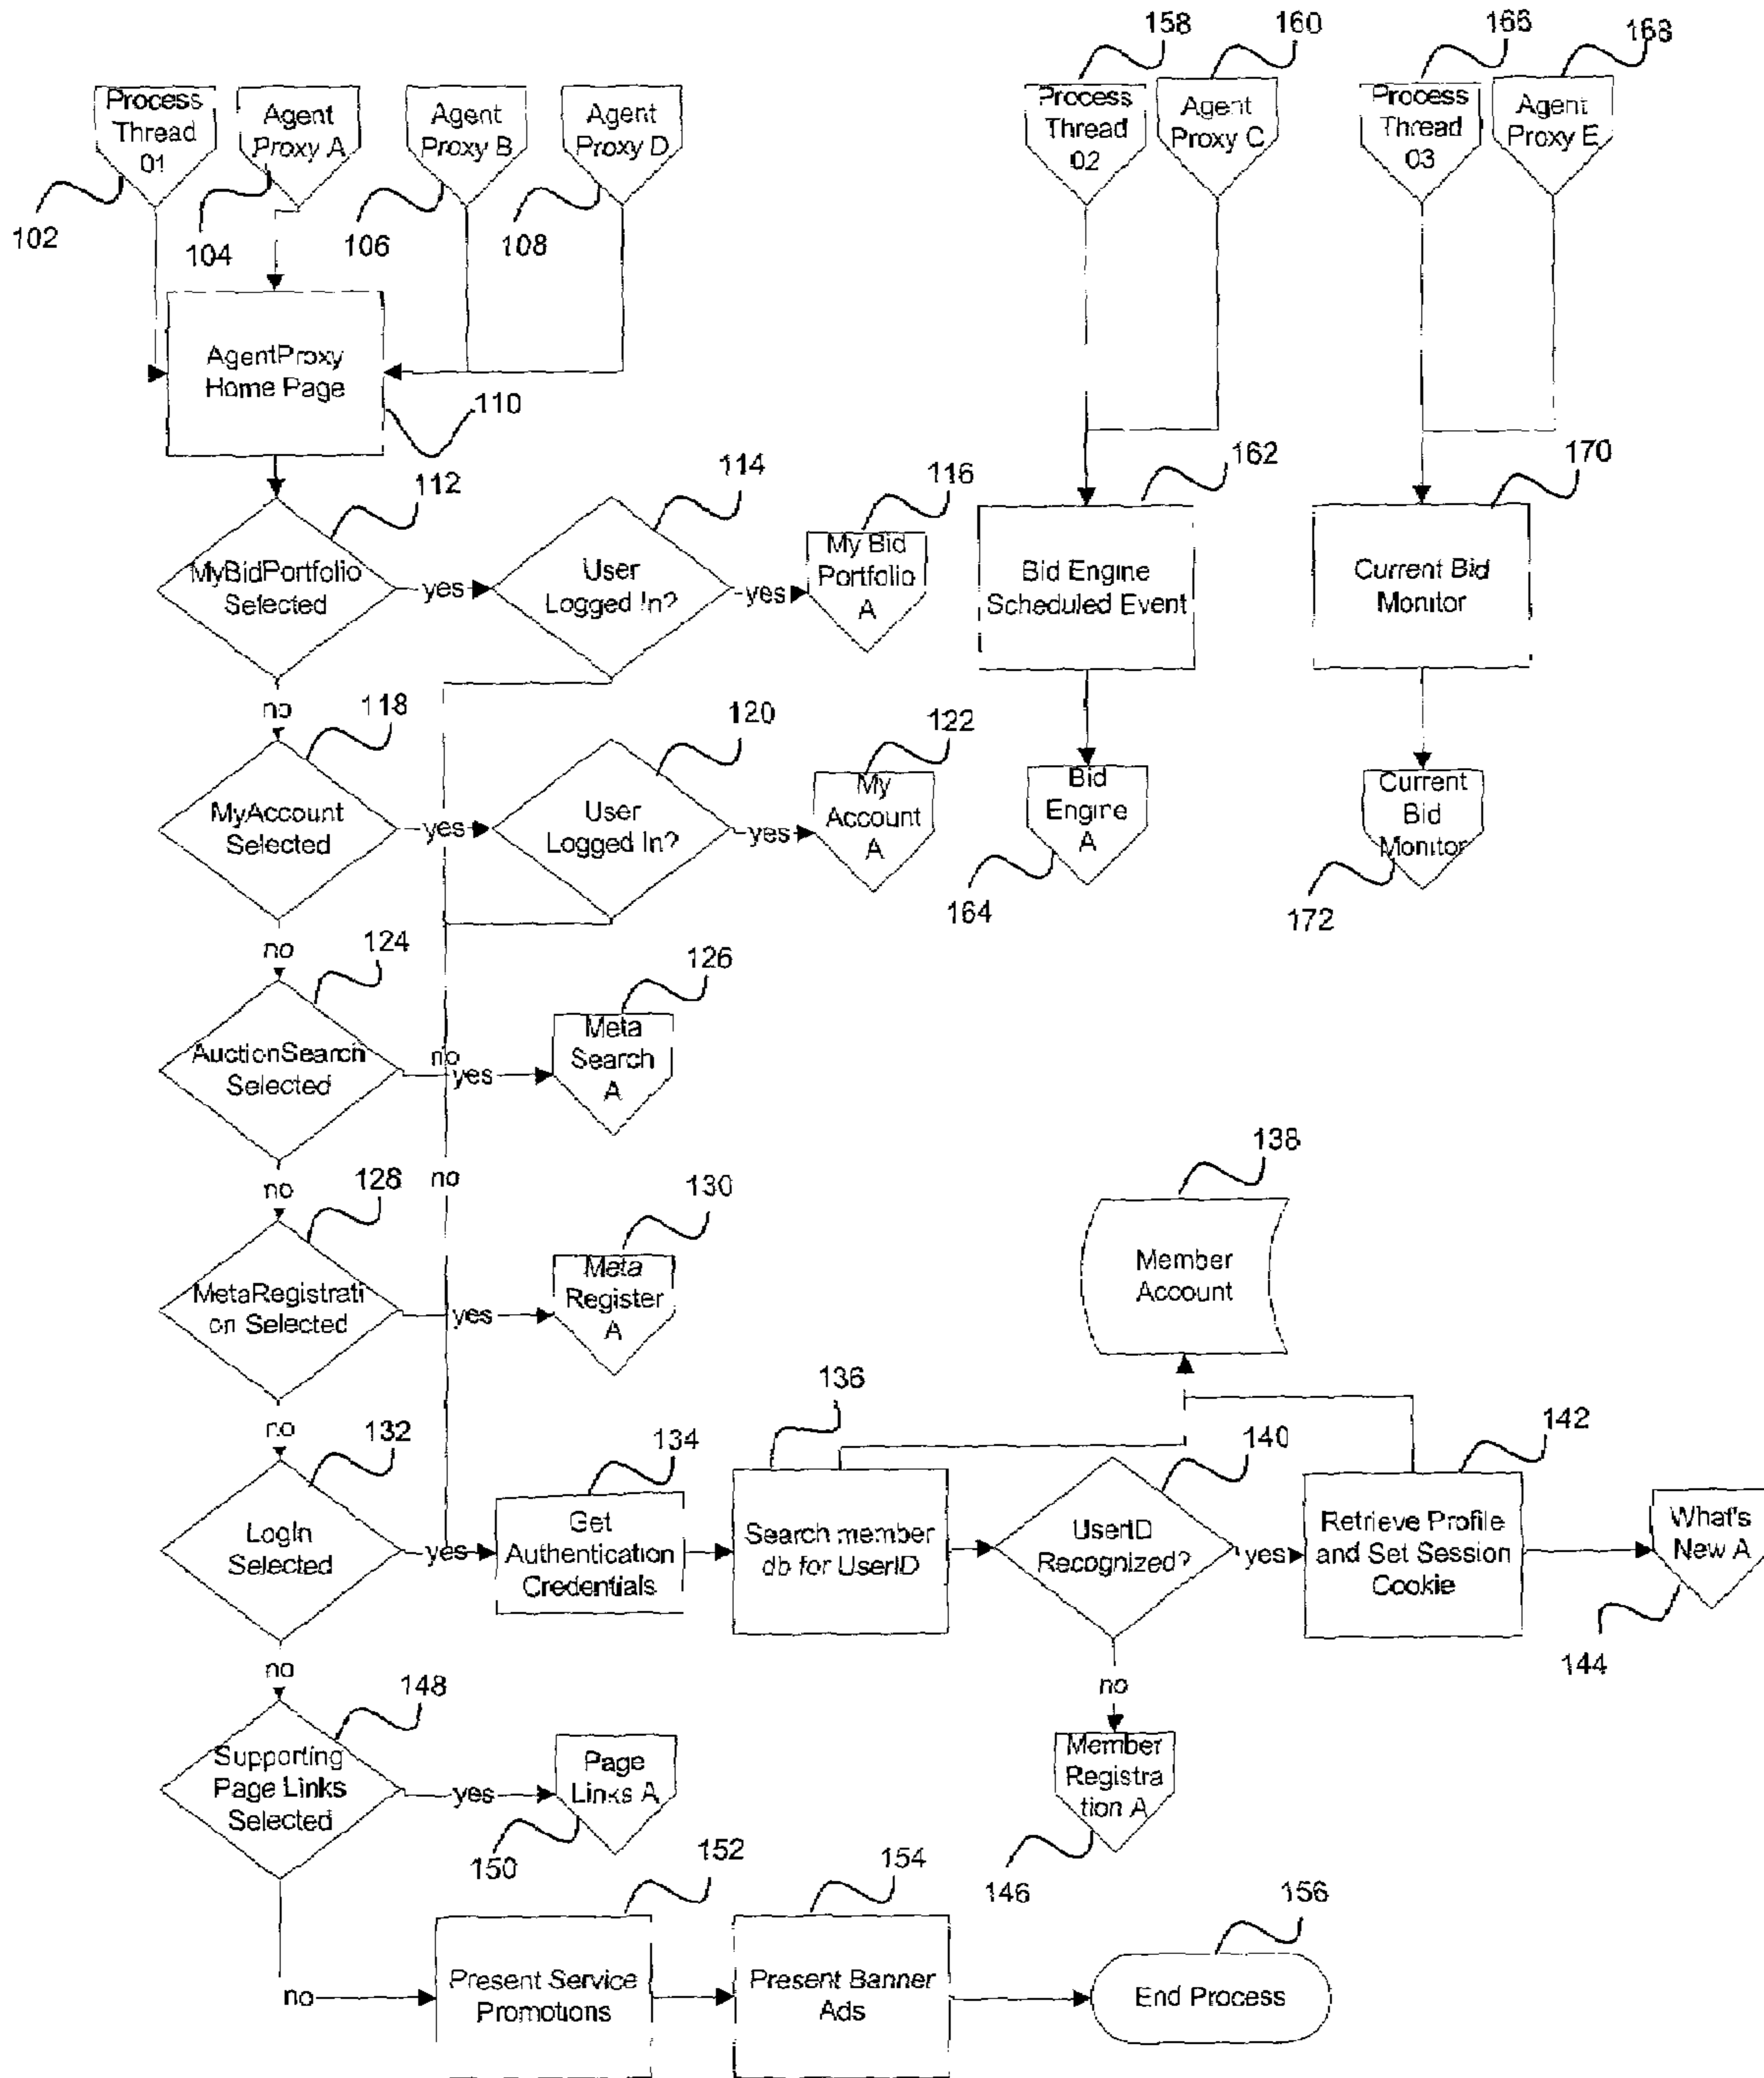 158
160
166
168
Process
Thread
01
Agent
Proxy A
Agent
Proxy B
Agent
Proxy D
Process
Thread
02
Agent
Proxy C
Process
Thread
03
Agent
Proxy E
102
104
106
108
AgentProxy
Home Page
110
112
114
116
162
170
MyBidPortfolio
Selected
yes
User
Logged In?
yes
My Bid
Portfolio
A
Bid Engine
Scheduled Event
Current Bid
Monitor
no
118
120
122
MyAccount
Selected
yes
User
Logged In?
yes
My
Account
A
Bid
Engine
A
Current
Bid
Monitor
164
172
no
124
126
AuctionSearch
Selected
no
yes
Meta
Search
A
no
128
no
130
138
MetaRegistrati
on Selected
yes
Meta
Register
A
Member
Account
no
132
134
136
140
142
LogIn
Selected
yes
Get
Authentication
Credentials
Search member
db for UserID
UserID
Recognized?
yes
Retrieve Profile
and Set Session
Cookie
What's
New A
144
no
148
no
Supporting
Page Links
Selected
yes
Page
Links A
Member
Registra
tion A
150
152
154
146
156
no
Present Service
Promotions
Present Banner
Ads
End Process